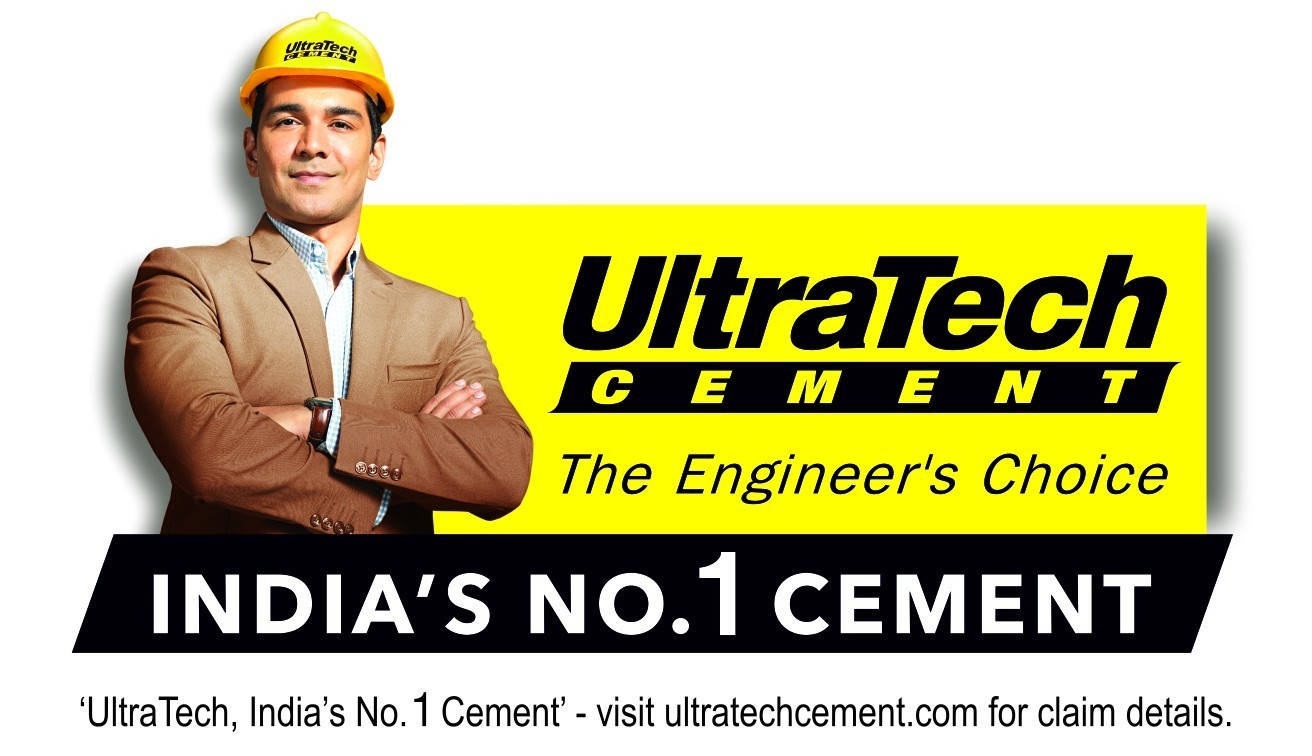 UltraTech
CEMENT
UltraTech
CEMENT
The Engineer's Choice
INDIA’S NO.1 CEMENT
‘UltraTech, India’s No.1 Cement’ - visit ultratechcement.com for claim details.